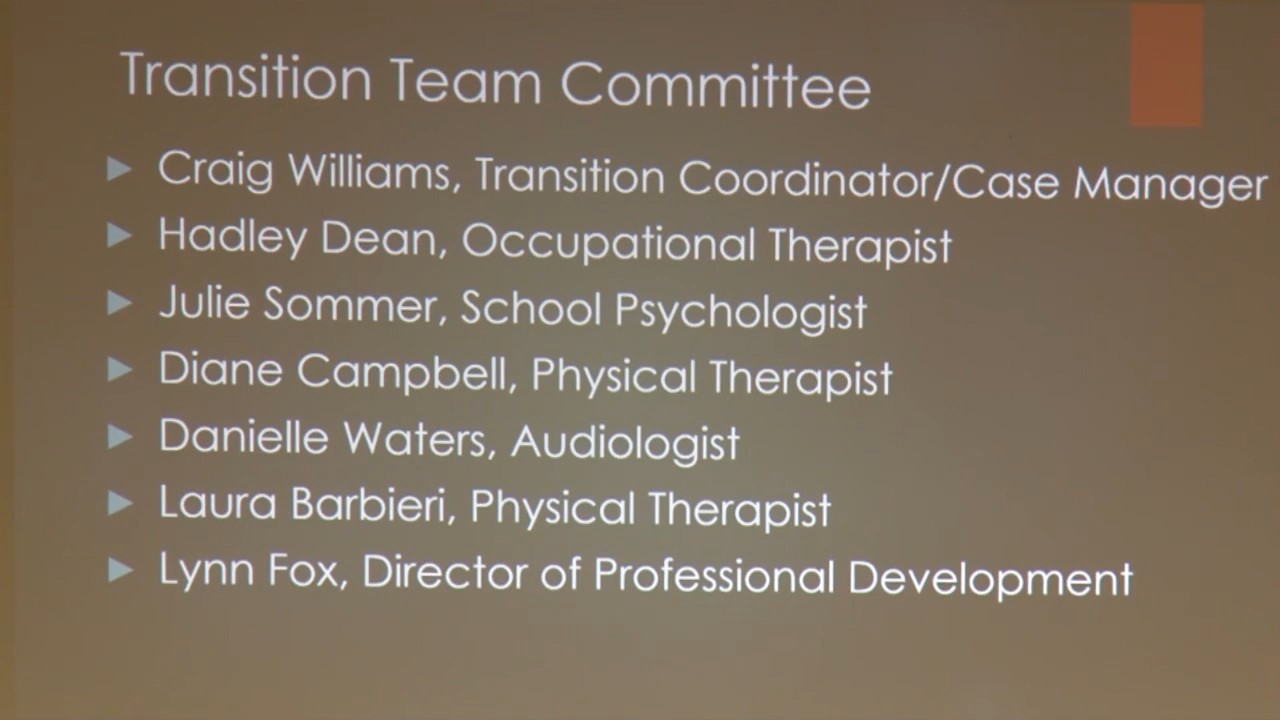 Transition Team Committee
Craig Williams, Transition Coordinator/Case Manager
Hadley Dean, Occupational Therapist
Julie Sommer, School Psychologist
Diane Campbell, Physical Therapist
Danielle Waters, Audiologist
Laura Barbieri, Physical Therapist
Lynn Fox, Director of Professional Development